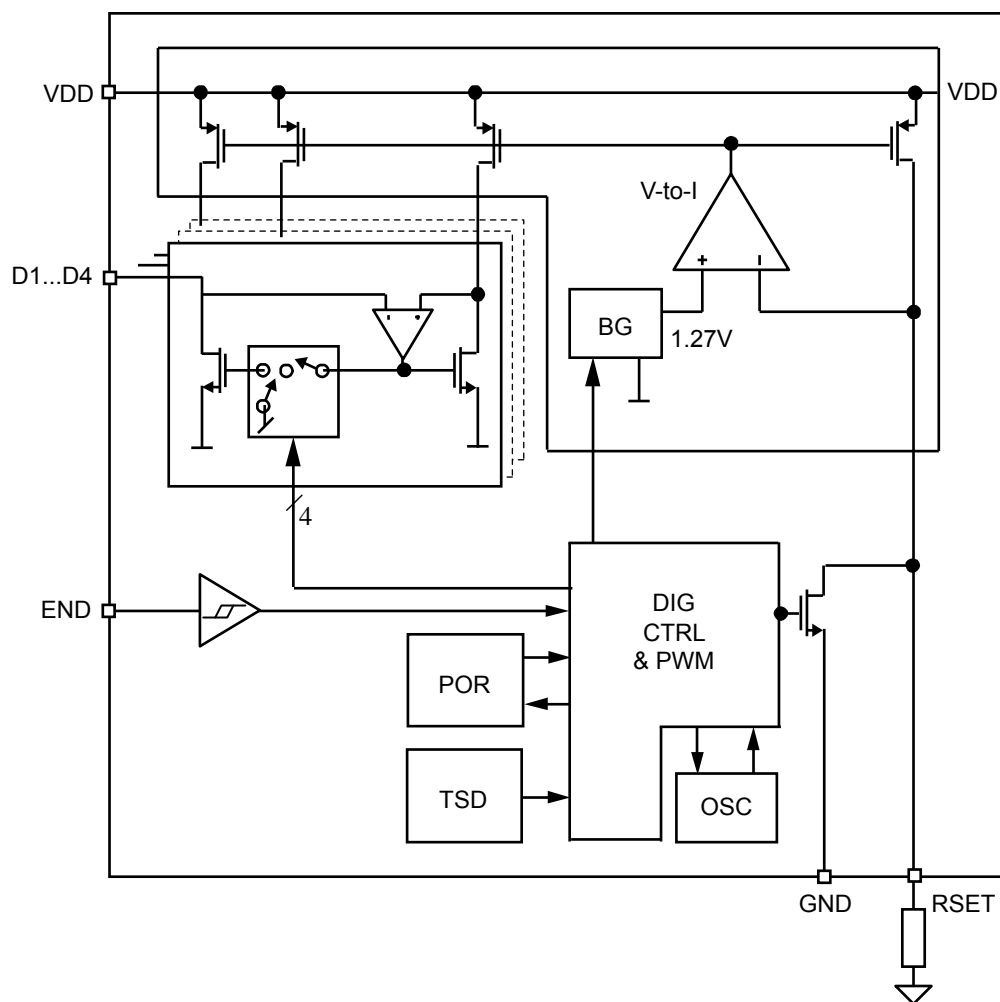 VDD
VDD
V-to-I
D1...D4
+
BG
1.27V
4
END
DIG
CTRL
& PWM
POR
TSD
OSC
GND
RSET